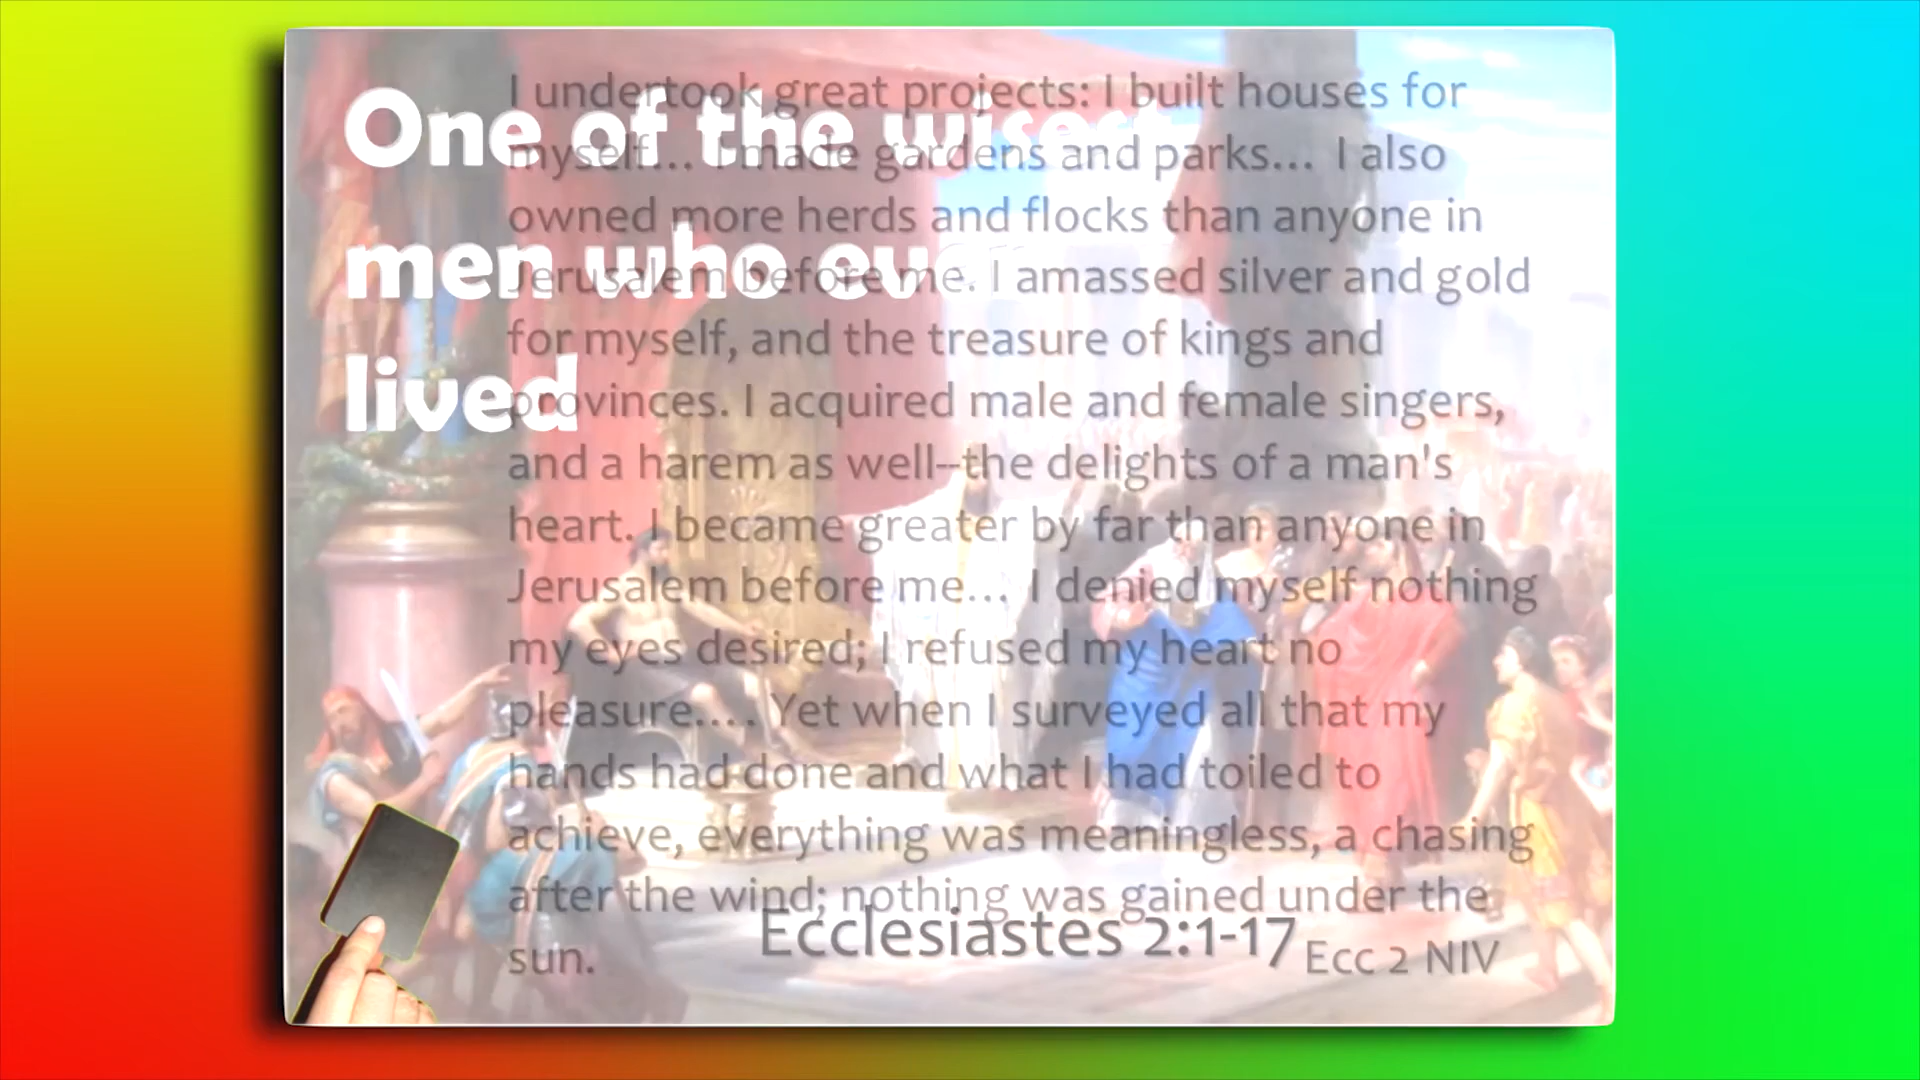 One of the wisest
men who ever
lived
I undertook great projects: I built houses for
myself... I made gardens and parks... I also
owned more herds and flocks than anyone in
Jerusalem before me. I amassed silver and gold
for myself, and the treasure of kings and
provinces. I acquired male and female singers,
and a harem as well--the delights of a man's
heart. I became greater by far than anyone in
Jerusalem before me... I denied myself nothing
my eyes desired; I refused my heart no
pleasure.... Yet when I surveyed all that my
hands had done and what I had toiled to
achieve, everything was meaningless, a chasing
after the wind; nothing was gained under the
sun.
Ecclesiastes 2:1-17
Ecc 2 NIV